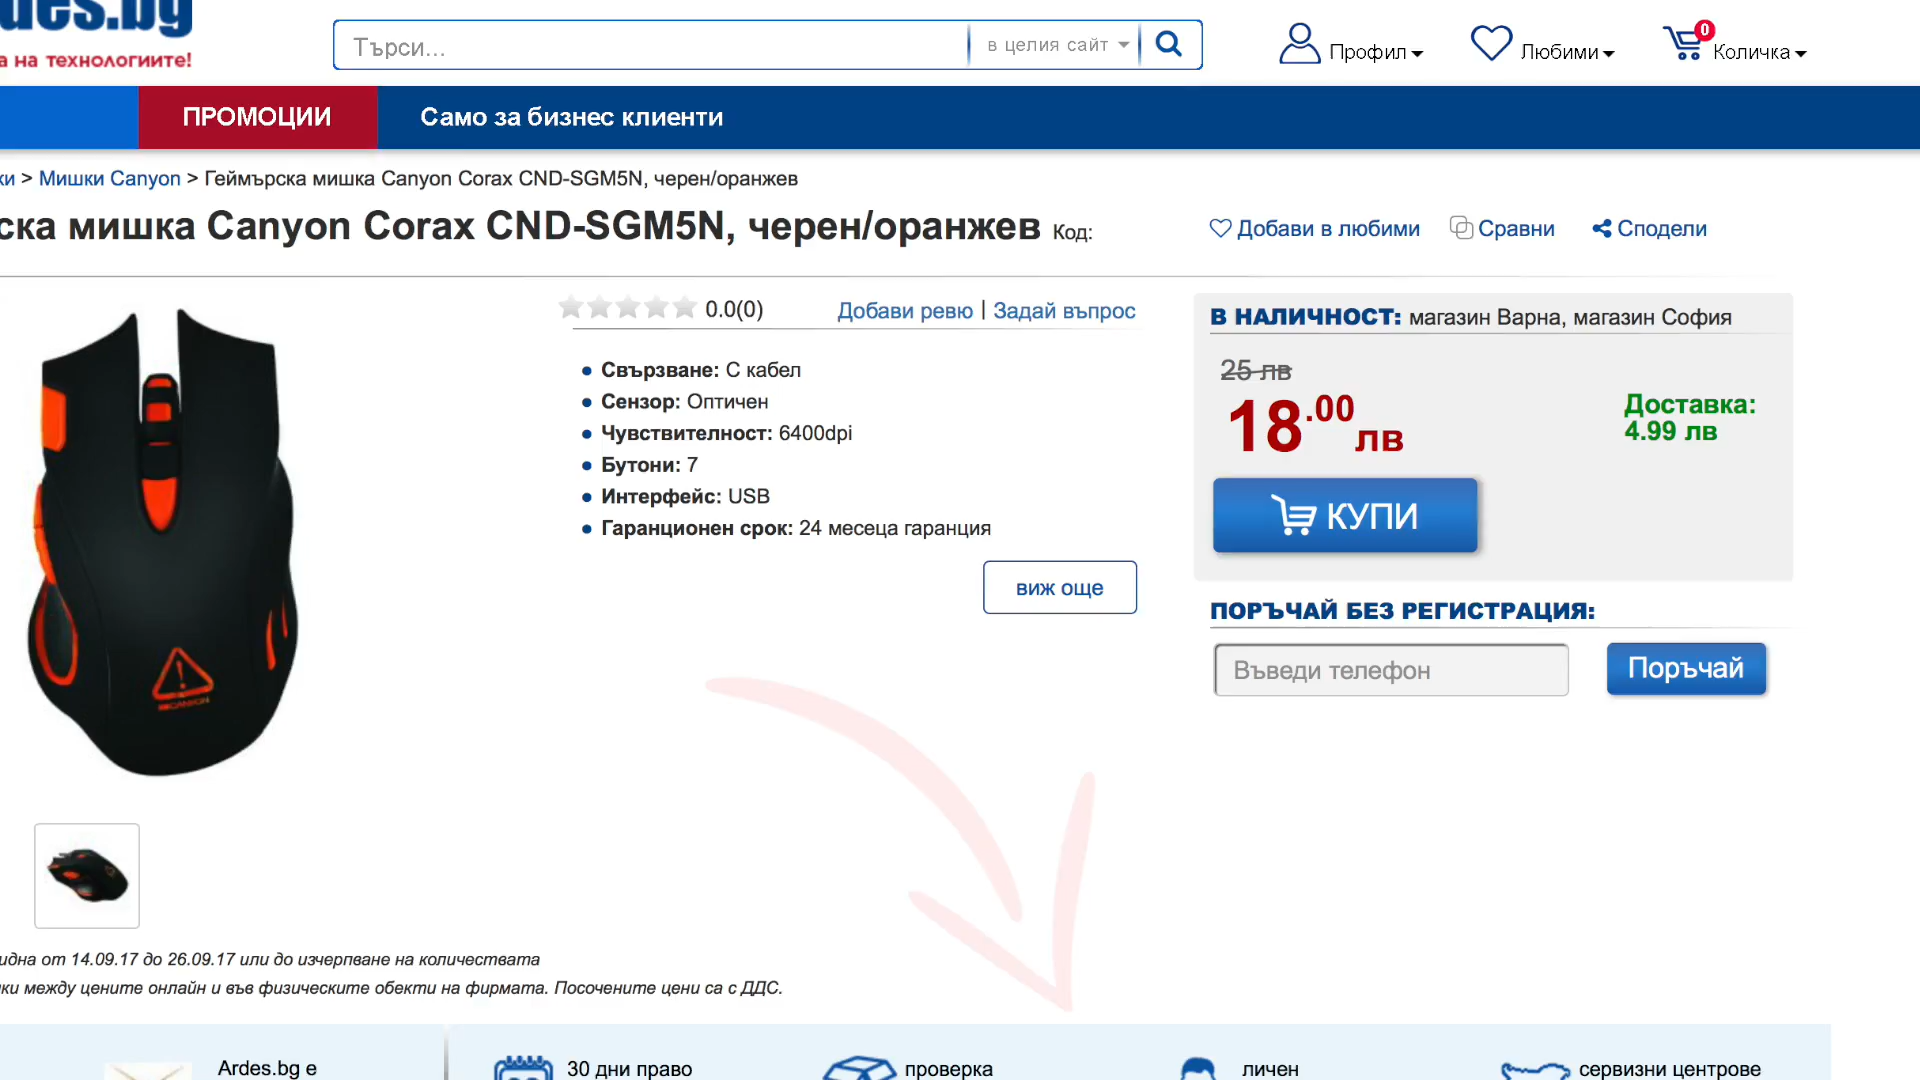 des.bg
а на технологиите!
Търси...
в целия сайт
Профил
Любими
0
Количка
ПРОМОЦИИ
Само за бизнес клиенти
ки > Мишки Canyon > Геймърска мишка Canyon Corax CND-SGM5N, черен/оранжев
ска мишка Canyon Corax CND-SGM5N, черен/оранжев Код:
Добави в любими
Сравни
Сподели
0.0(0)
Добави ревю | Задай въпрос
Свързване: С кабел
Сензор: Оптичен
Чувствителност: 6400dpi
Бутони: 7
Интерфейс: USB
Гаранционен срок: 24 месеца гаранция
виж още
В НАЛИЧНОСТ: магазин Варна, магазин София
25 лв
18.00 лв
Доставка:
4.99 лв
КУПИ
ПОРЪЧАЙ БЕЗ РЕГИСТРАЦИЯ:
Въведи телефон
Поръчай
CANYON
идна от 14.09.17 до 26.09.17 или до изчерпване на количествата
ки между цените онлайн и във физическите обекти на фирмата. Посочените цени са с ДДС.
Ardes.bg е
30 дни право
проверка
личен
сервизни центрове